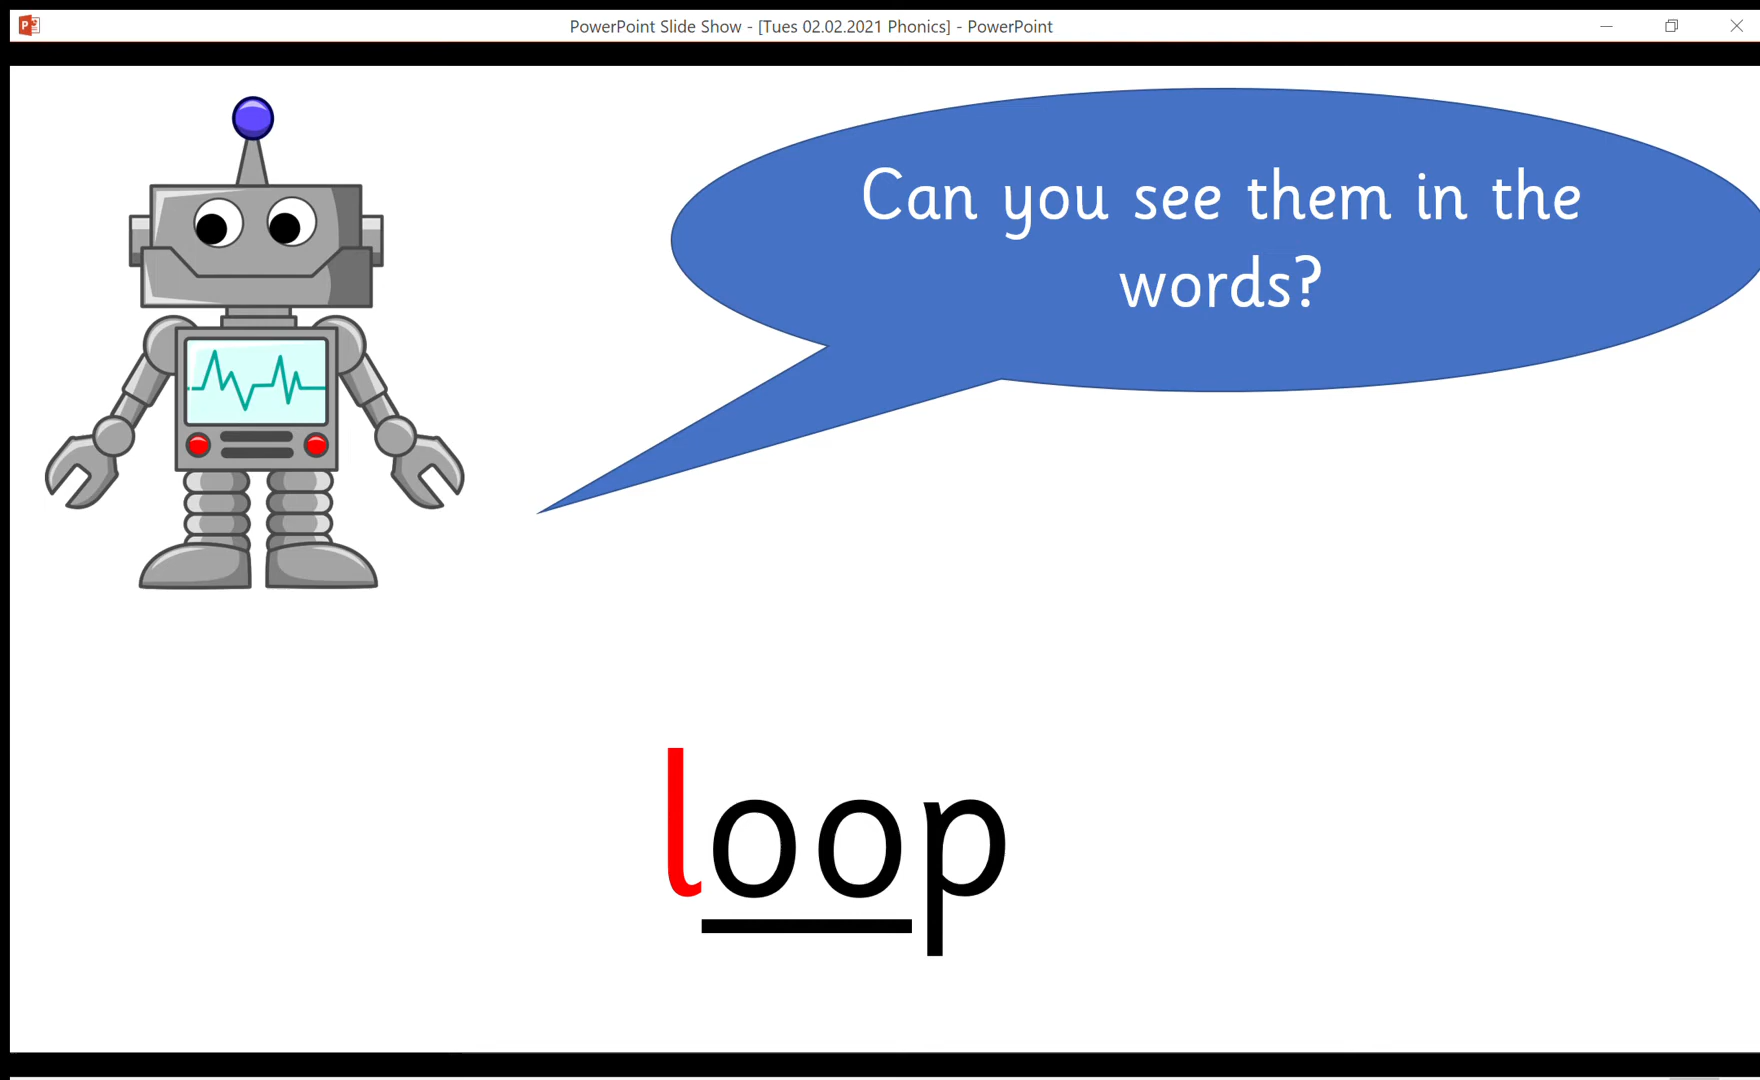 PowerPoint Slide Show - [Tues 02.02.2021 Phonics] - PowerPoint
Can you see them in the
words?
loop